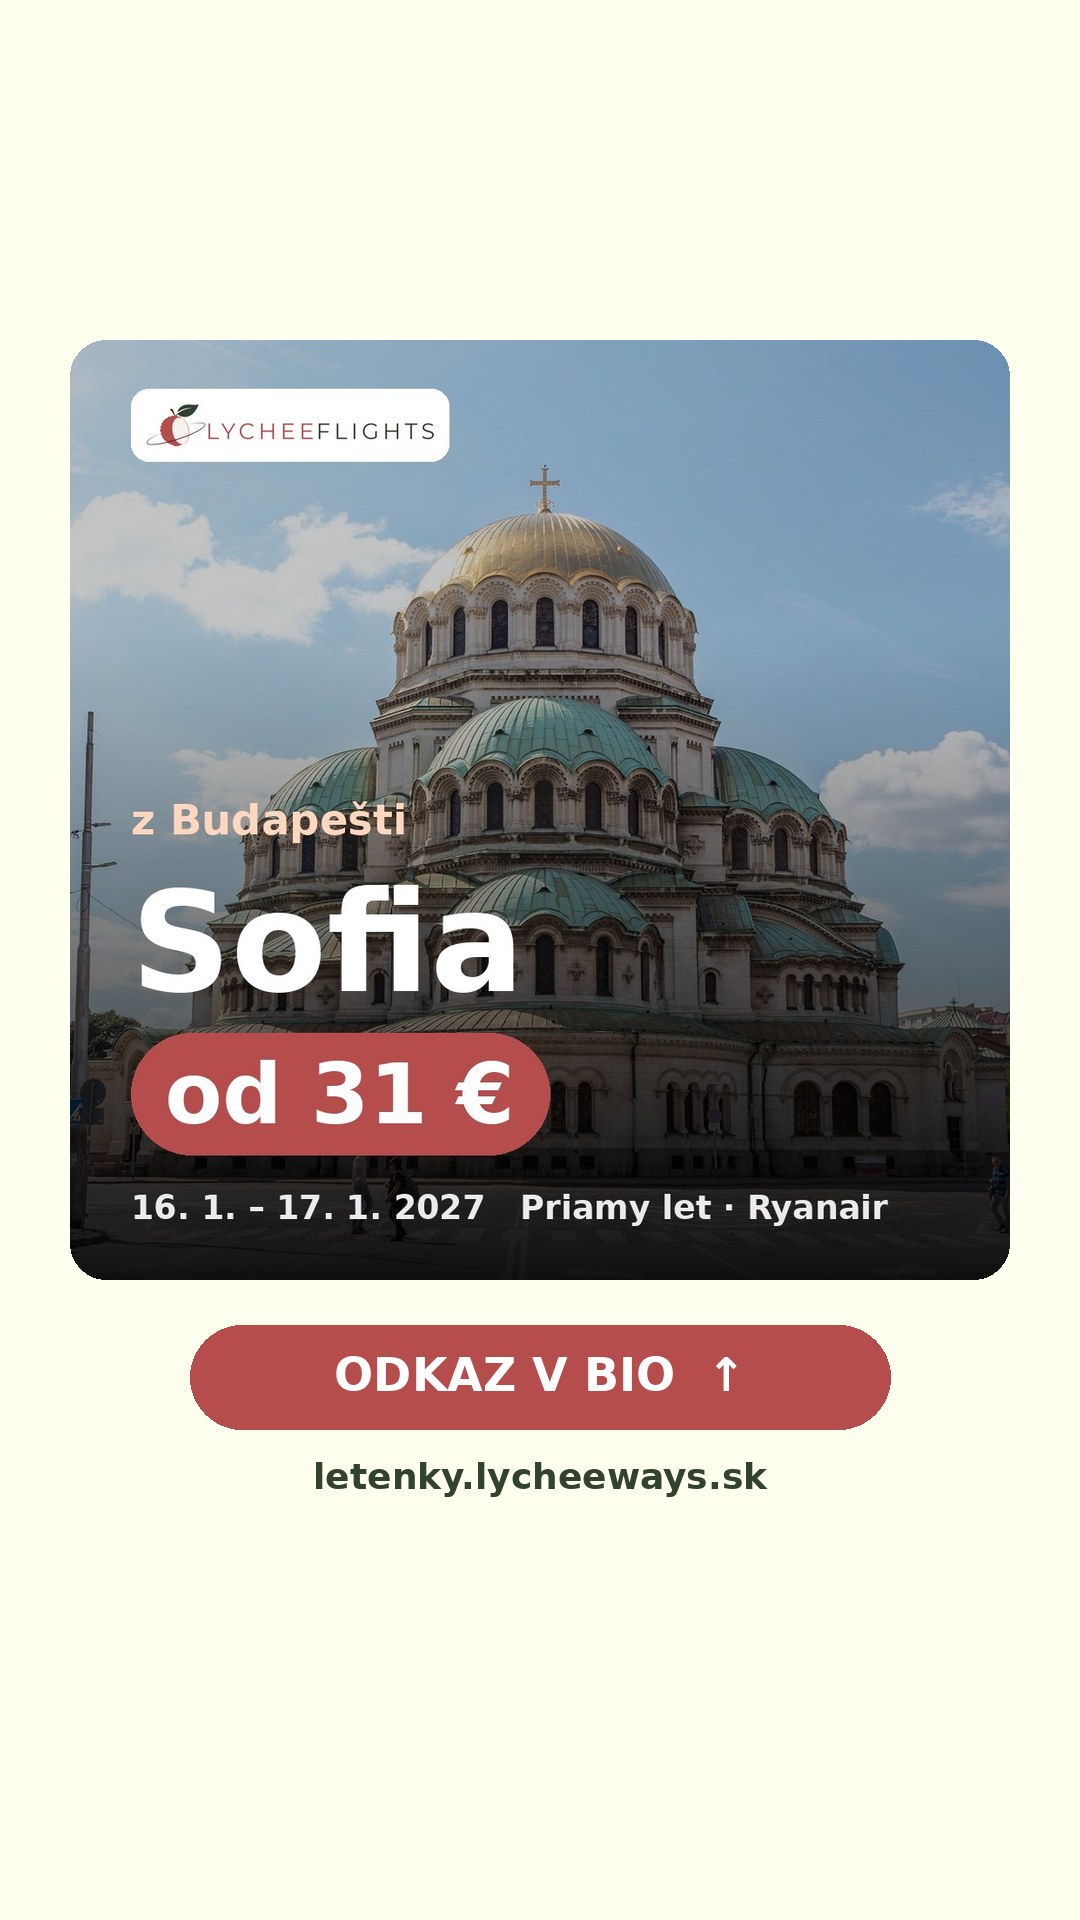 LYCHEEFLIGHTS
z Budapešti
Sofia
od 31 €
16. 1. – 17. 1. 2027 Priamy let · Ryanair
ODKAZ V BIO ↑
letenky.lycheeways.sk